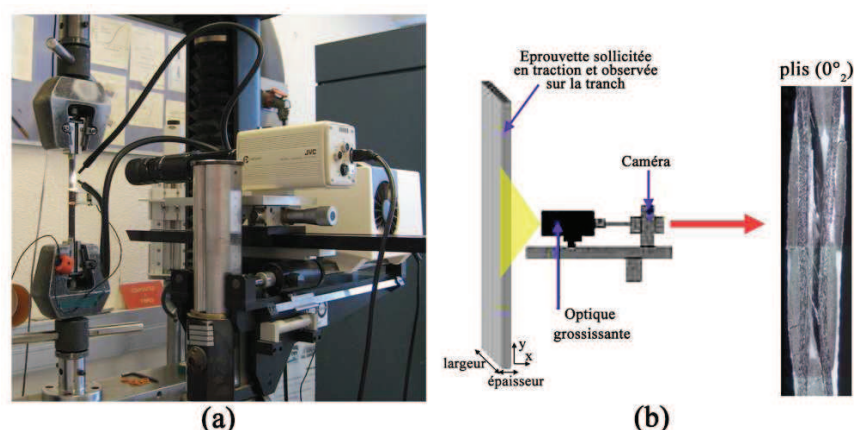 Eprouvette sollicitée
en traction et observée
sur la tranch
plis (0°₂)
Caméra
JVC
Optique
grossissante
largeur
y
x
épaisseur
(a)
(b)